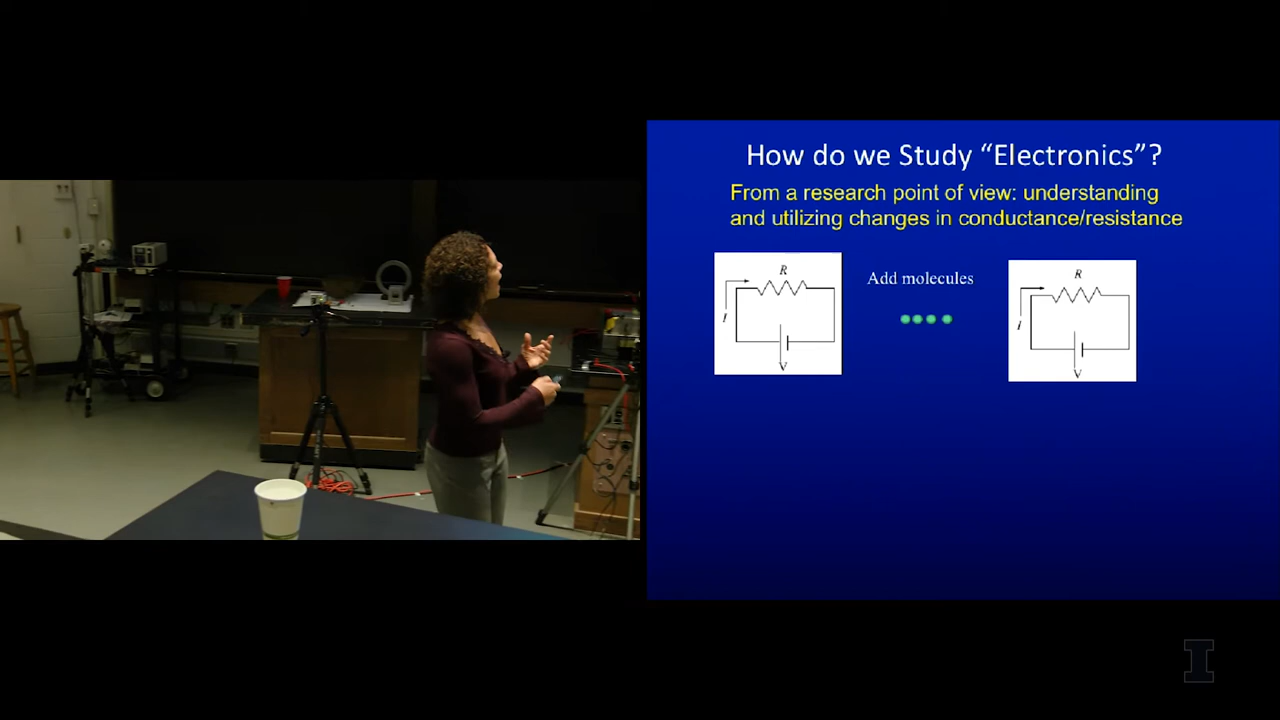 How do we Study “Electronics”?
From a research point of view: understanding
and utilizing changes in conductance/resistance
R
I
V
Add molecules
R
I
V